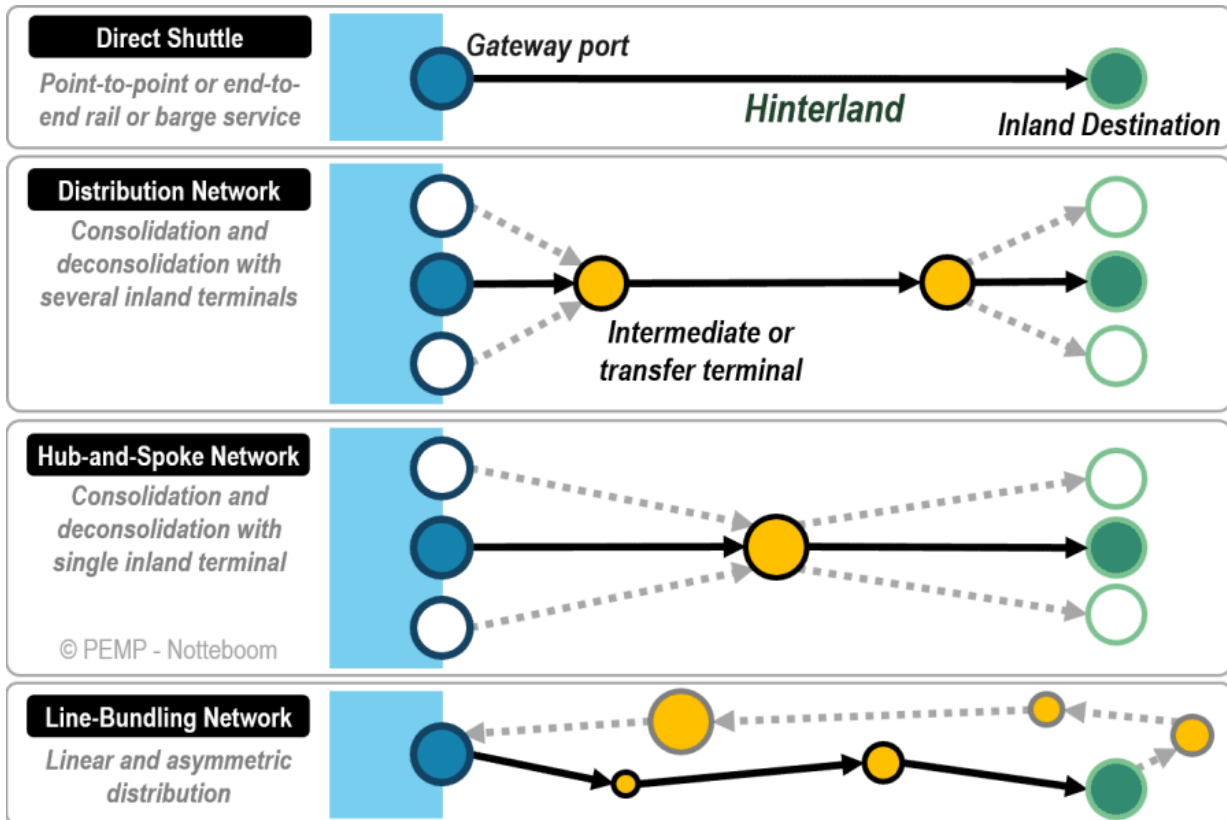 Direct Shuttle
Point-to-point or end-to-
end rail or barge service
Gateway port
Hinterland
Inland Destination
Distribution Network
Consolidation and
deconsolidation with
several inland terminals
Intermediate or
transfer terminal
Hub-and-Spoke Network
Consolidation and
deconsolidation with
single inland terminal
© PEMP - Notteboom
Line-Bundling Network
Linear and asymmetric
distribution